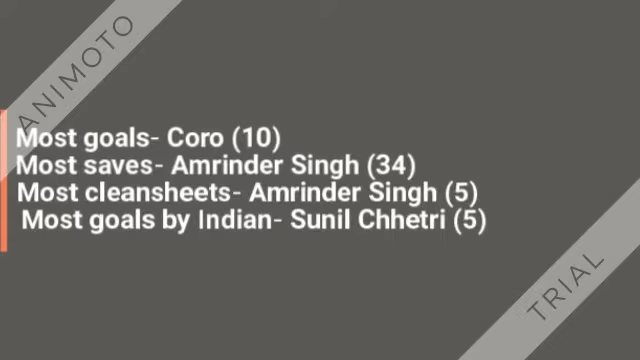 ANIMOTO
Most goals- Coro (10)
Most saves- Amrinder Singh (34)
Most cleansheets- Amrinder Singh (5)
Most goals by Indian- Sunil Chhetri (5)
TRIAL